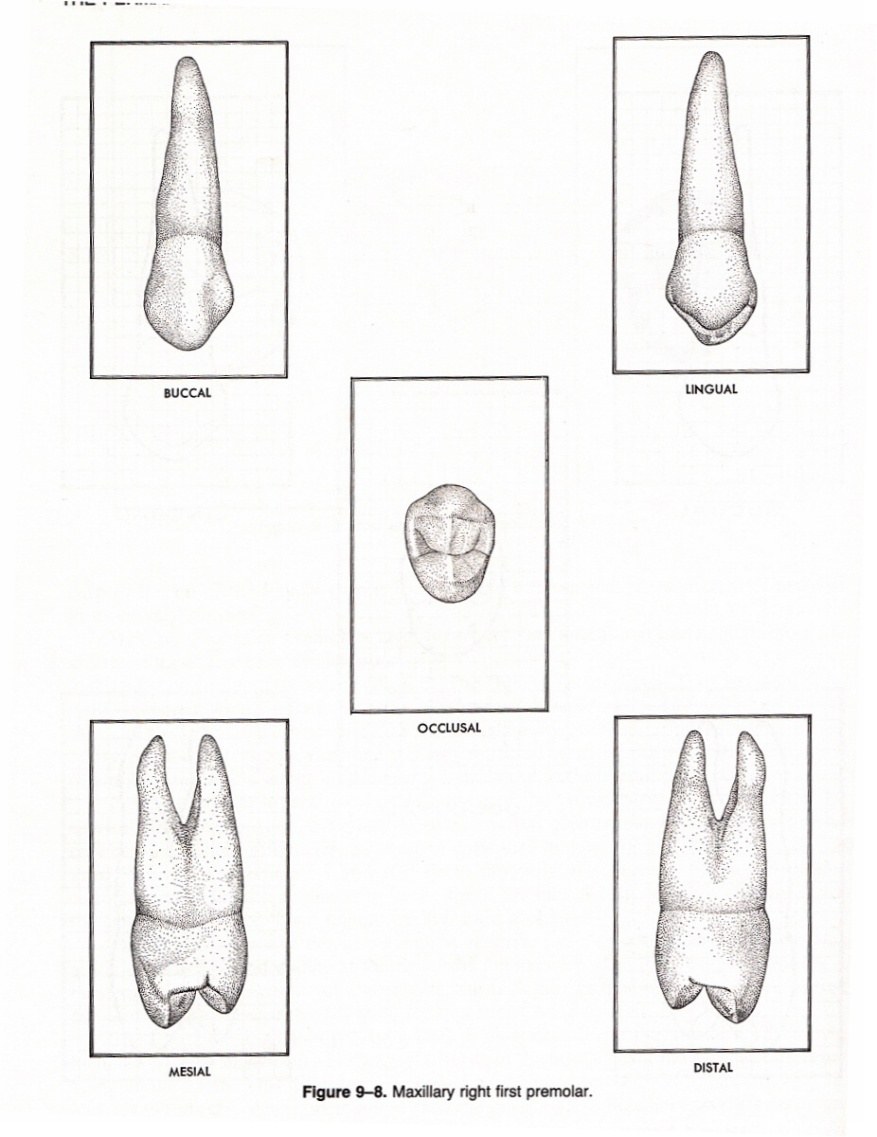 BUCCAL
LINGUAL
OCCLUSAL
MESIAL
DISTAL
Figure 9–8. Maxillary right first premolar.